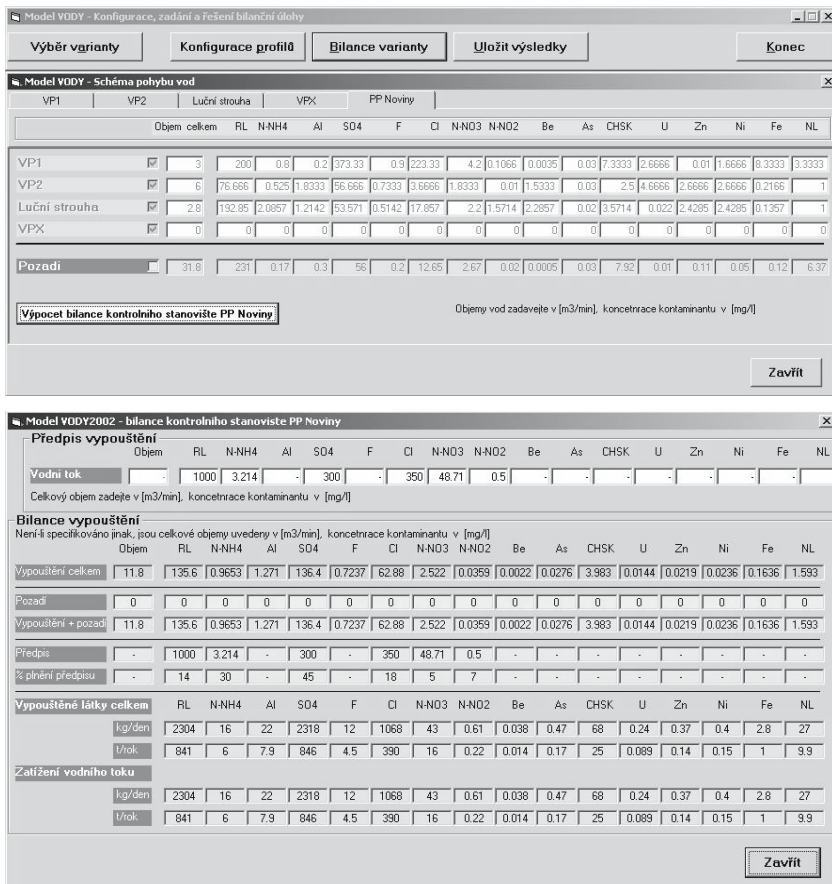 Model VODY - Konfigurace, zadání a řešení bilanční úlohy
Výběr varianty Konfigurace profilů Bilance varianty Uložit výsledky Konec
Model VODY - Schéma pohybu vod
VP1 VP2 Luční strouha VPX PP Noviny
Objem celkem RL N-NH4 Al SO4 F Cl N-NO3 N-NO2 Be As CHSK U Zn Ni Fe NL
VP1 3 200 0.8 0.2 373.33 0.9 223.33 4.2 0.1066 0.0035 0.03 7.3333 2.6666 0.01 1.6666 8.3333 3.3333
VP2 6 76.666 0.525 1.8333 56.666 0.7333 3.6666 1.8333 0.01 1.5333 0.03 2.5 4.6666 2.6666 2.6666 0.2166 1
Luční strouha 2.8 192.85 2.0857 1.2142 53.571 0.5142 17.857 2.2 1.5714 2.2857 0.02 3.5714 0.022 2.4285 2.4285 0.1357 1
VPX 0 0 0 0 0 0 0 0 0 0 0 0 0 0 0 0 0
Pozadí 31.8 231 0.17 0.3 56 0.2 12.65 2.67 0.02 0.0005 0.03 7.92 0.01 0.11 0.05 0.12 6.37
Výpocet bilance kontrolniho stanoviště PP Noviny
Objemy vod zadavejte v [m3/min], koncetnrace kontaminantu v [mg/l]
Zavřít
Model VODY2002 - bilance kontrolniho stanoviste PP Noviny
Předpis vypouštění
Objem RL N-NH4 Al SO4 F Cl N-NO3 N-NO2 Be As CHSK U Zn Ni Fe NL
Vodni tok - 1000 3.214 - 300 - 350 48.71 0.5 - - - - - - - -
Celkový objem zadejte v [m3/min], koncetnrace kontaminantu v [mg/l]
Bilance vypouštění
Není-li specifikováno jinak, jsou celkové objemy uvedeny v [m3/min], koncetnrace kontaminantu v [mg/l]
Objem RL N-NH4 Al SO4 F Cl N-NO3 N-NO2 Be As CHSK U Zn Ni Fe NL
Vypouštění celkem 11.8 135.6 0.9653 1.271 136.4 0.7237 62.88 2.522 0.0359 0.0022 0.0276 3.983 0.0144 0.0219 0.0236 0.1636 1.593
Pozadí 0 0 0 0 0 0 0 0 0 0 0 0 0 0 0 0 0
Vypouštění + pozadí 11.8 135.6 0.9653 1.271 136.4 0.7237 62.88 2.522 0.0359 0.0022 0.0276 3.983 0.0144 0.0219 0.0236 0.1636 1.593
Předpis - 1000 3.214 - 300 - 350 48.71 0.5 - - - - - - - -
% plnění předpisu - 14 30 - 45 - 18 5 7 - - - - - - - -
Vypouštěné látky celkem RL N-NH4 Al SO4 F Cl N-NO3 N-NO2 Be As CHSK U Zn Ni Fe NL
kg/den 2304 16 22 2318 12 1068 43 0.61 0.038 0.47 68 0.24 0.37 0.4 2.8 27
t/rok 841 6 7.9 846 4.5 390 16 0.22 0.014 0.17 25 0.089 0.14 0.15 1 9.9
Zatížení vodního toku
kg/den 2304 16 22 2318 12 1068 43 0.61 0.038 0.47 68 0.24 0.37 0.4 2.8 27
t/rok 841 6 7.9 846 4.5 390 16 0.22 0.014 0.17 25 0.089 0.14 0.15 1 9.9
Zavřít